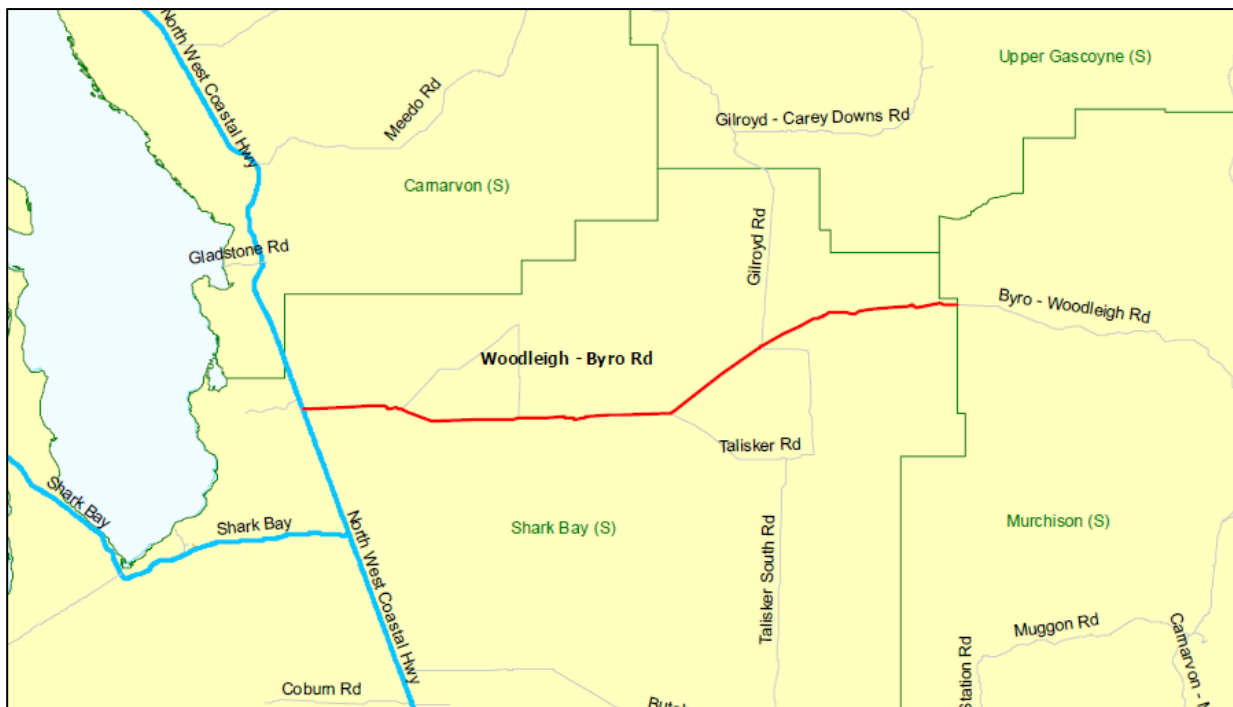 North West Coastal Hwy
Meedo Rd
Gilroyd - Carey Downs Rd
Upper Gascoyne (S)
Carnarvon (S)
Gladstone Rd
Gilroyd Rd
Byro - Woodleigh Rd
Woodleigh - Byro Rd
Talisker Rd
Shark Bay
Shark Bay
North West Coastal Hwy
Shark Bay (S)
Talisker South Rd
Murchison (S)
Muggon Rd
Coburn Rd
Station Rd
Carnarvon -